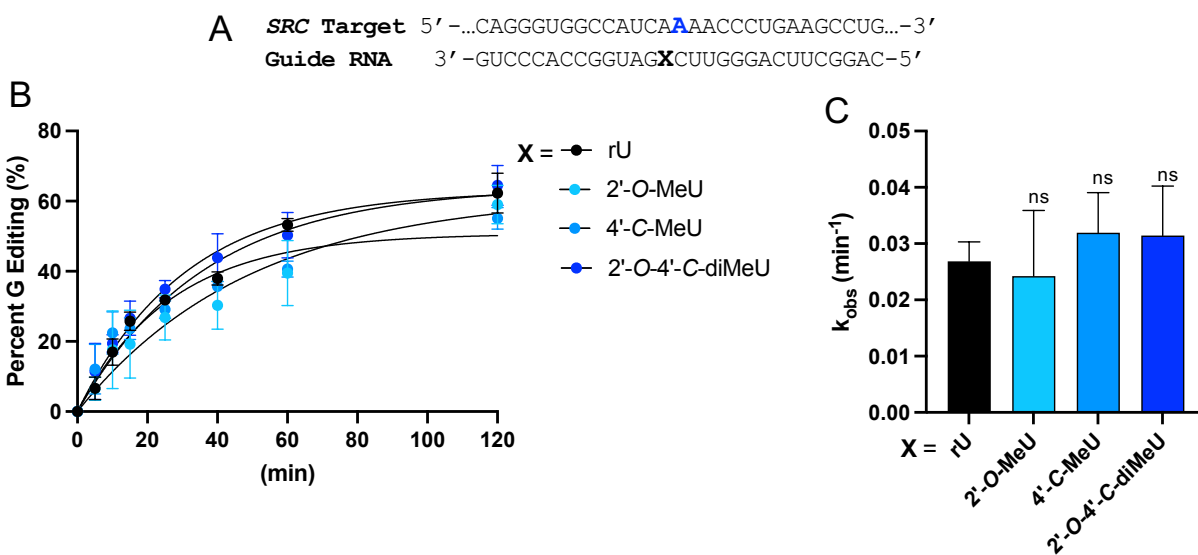 A
SRC Target 5′-…CAGGGUGGCCAUCAAAACCCUGAAGCCUG…-3′
Guide RNA 3′-GUCCCACCGGUAGXCUUGGGACUUCGGAC-5′
B
Percent G Editing (%)
80
60
40
20
0
0 20 40 60 80 100 120
(min)
X =
rU
2'-O-MeU
4'-C-MeU
2'-O-4'-C-diMeU
C
kobs (min-1)
0.05
0.04
0.03
0.02
0.01
0.00
ns ns ns
X = rU 2'-O-MeU 4'-C-MeU 2'-O-4'-C-diMeU